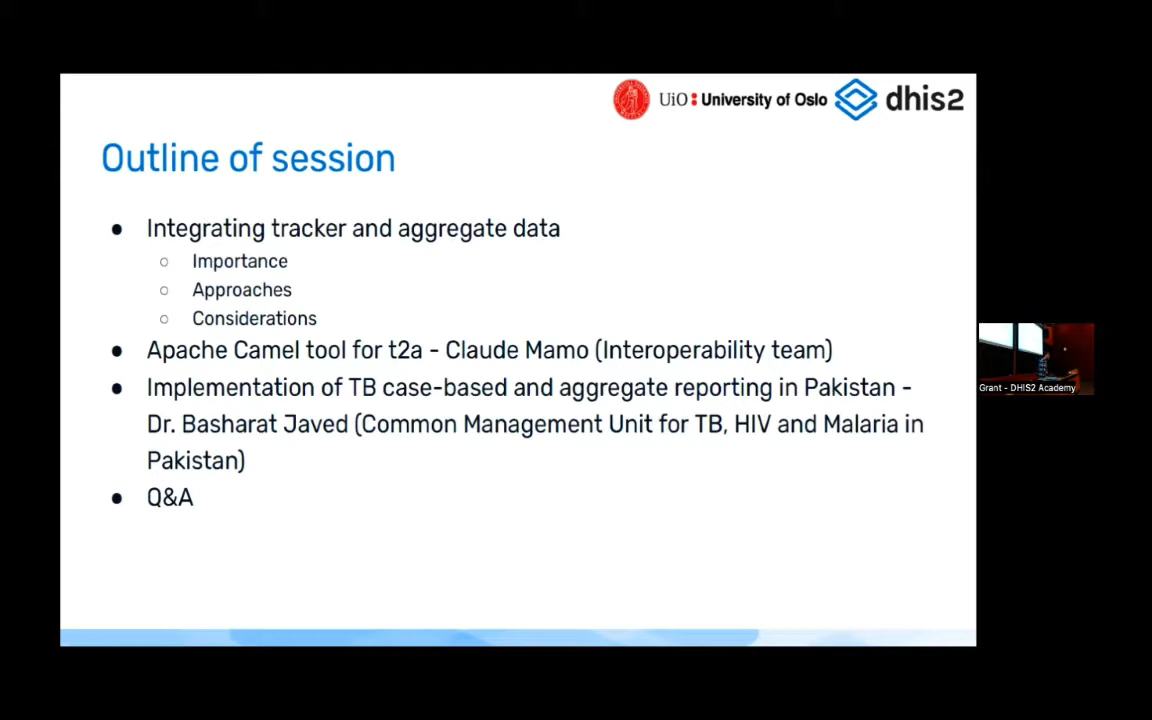 UiO: University of Oslo dhis2
Outline of session
● Integrating tracker and aggregate data
○ Importance
○ Approaches
○ Considerations
● Apache Camel tool for t2a - Claude Mamo (Interoperability team)
● Implementation of TB case-based and aggregate reporting in Pakistan -
Dr. Basharat Javed (Common Management Unit for TB, HIV and Malaria in
Pakistan)
● Q&A
Grant - DHIS2 Academy